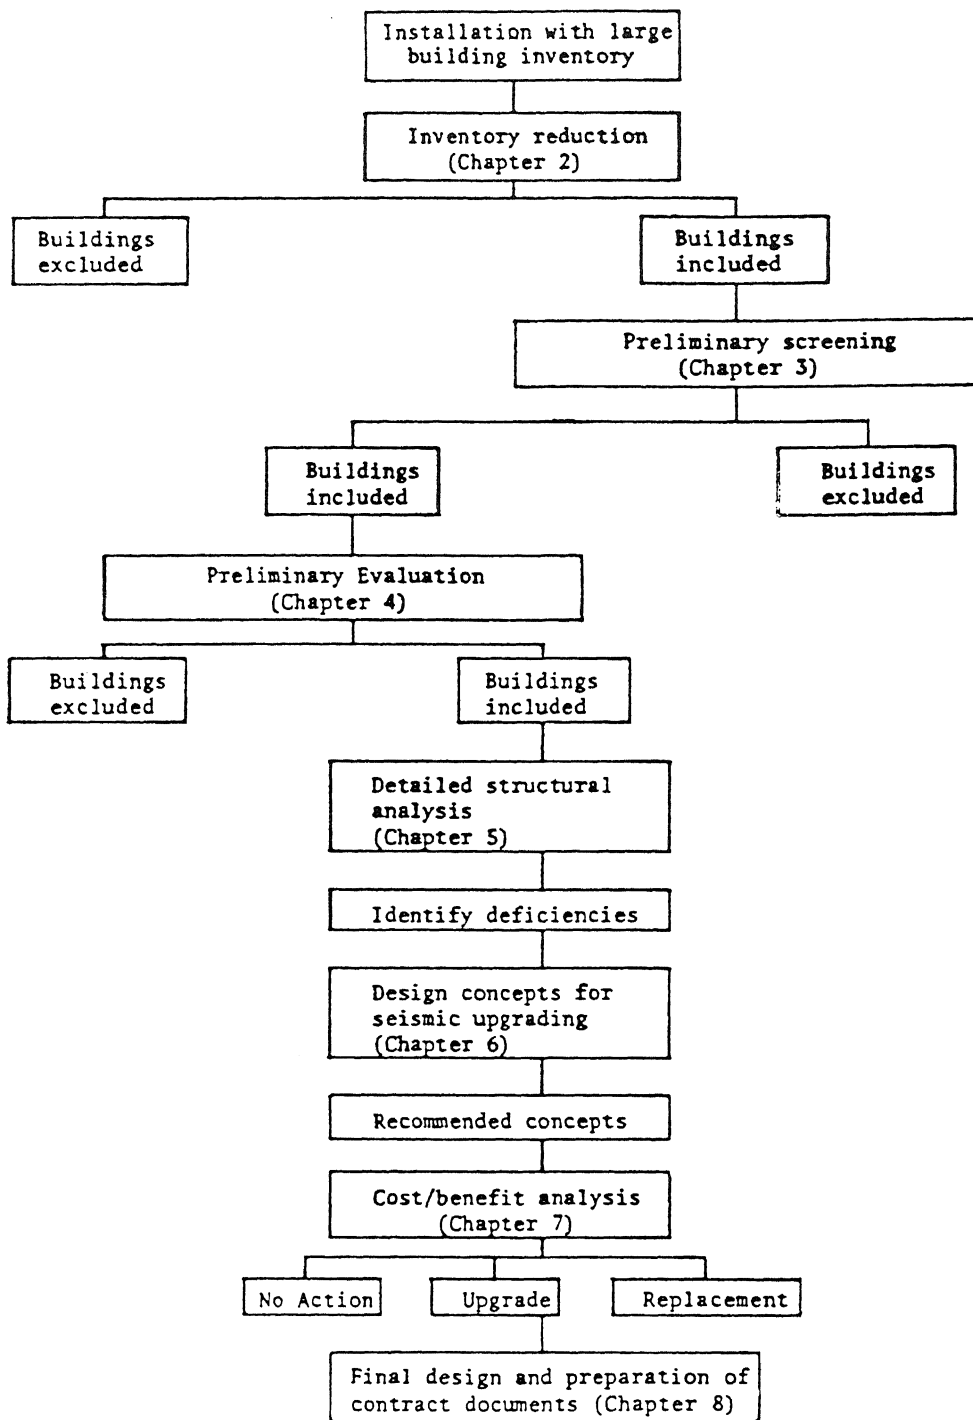 Installation with large
building inventory
Inventory reduction
(Chapter 2)
Buildings
excluded
Buildings
included
Preliminary screening
(Chapter 3)
Buildings
included
Buildings
excluded
Preliminary Evaluation
(Chapter 4)
Buildings
excluded
Buildings
included
Detailed structural
analysis
(Chapter 5)
Identify deficiencies
Design concepts for
seismic upgrading
(Chapter 6)
Recommended concepts
Cost/benefit analysis
(Chapter 7)
No Action
Upgrade
Replacement
Final design and preparation of
contract documents (Chapter 8)